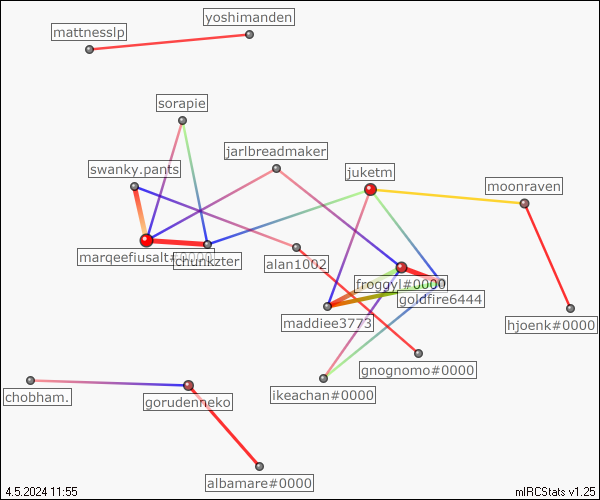 yoshimanden
mattnesslp
sorapie
jarlbreadmaker
swanky.pants
juketm
moonraven
marqeefiusalt#0000
chunkzter
alan1002
froggyl#0000
goldfire6444
maddiee3773
hjoenk#0000
gnognomo#0000
chobham.
gorudenneko
ikeachan#0000
albamare#0000
4.5.2024 11:55
mIRCStats v1.25